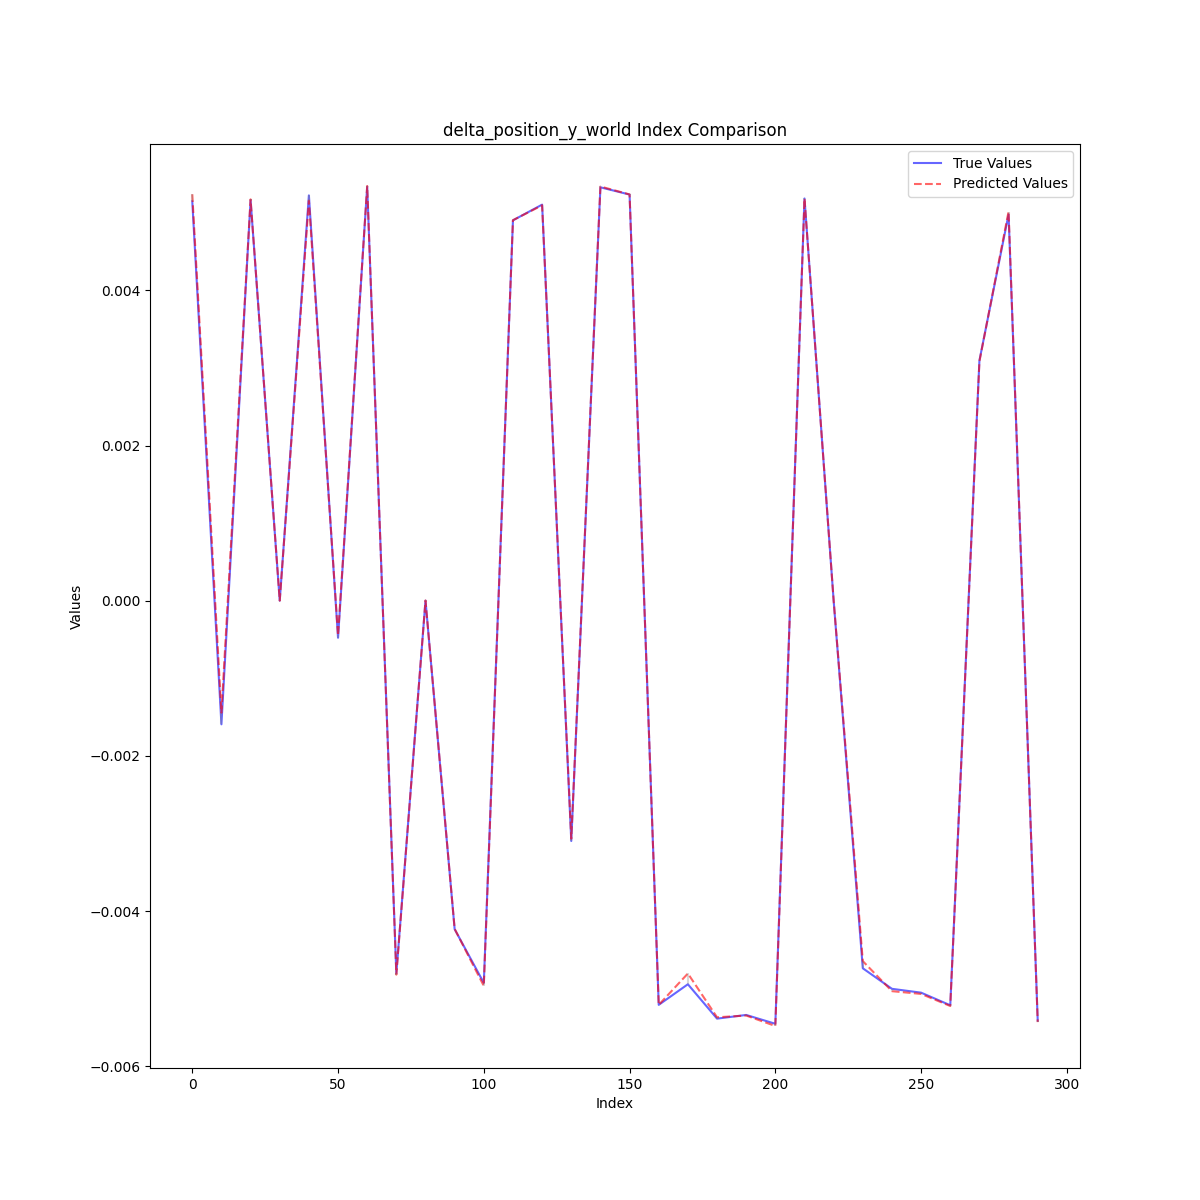 delta_position_y_world Index Comparison
True Values
Predicted Values
0.004
0.002
0.000
−0.002
−0.004
−0.006
Values
0 50 100 150 200 250 300
Index